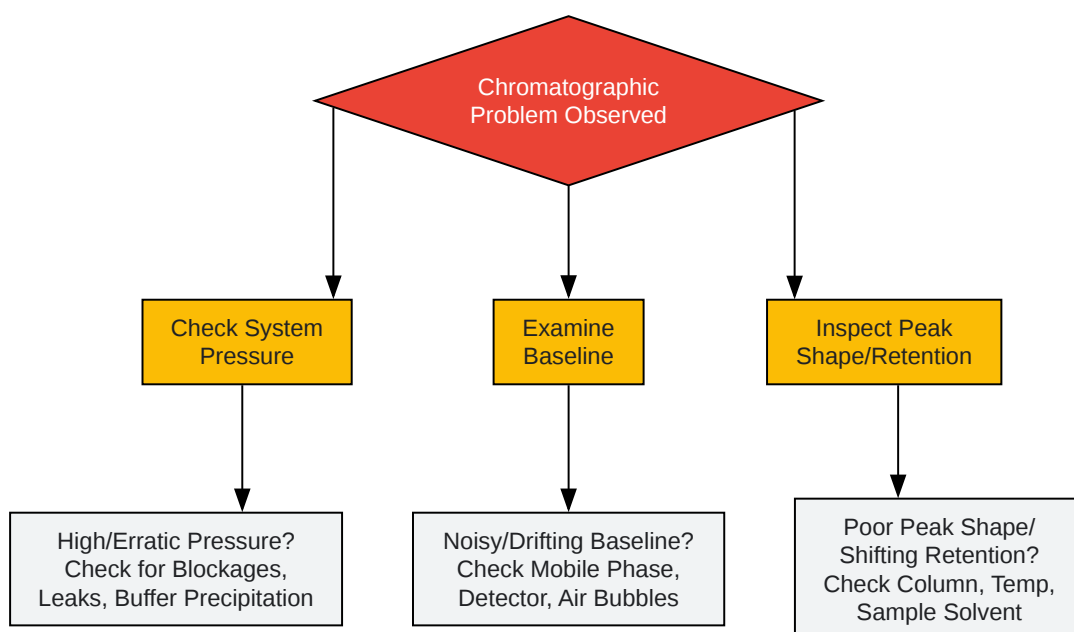 Chromatographic
Problem Observed
Check System
Pressure
Examine
Baseline
Inspect Peak
Shape/Retention
High/Erratic Pressure?
Check for Blockages,
Leaks, Buffer Precipitation
Noisy/Drifting Baseline?
Check Mobile Phase,
Detector, Air Bubbles
Poor Peak Shape/
Shifting Retention?
Check Column, Temp,
Sample Solvent